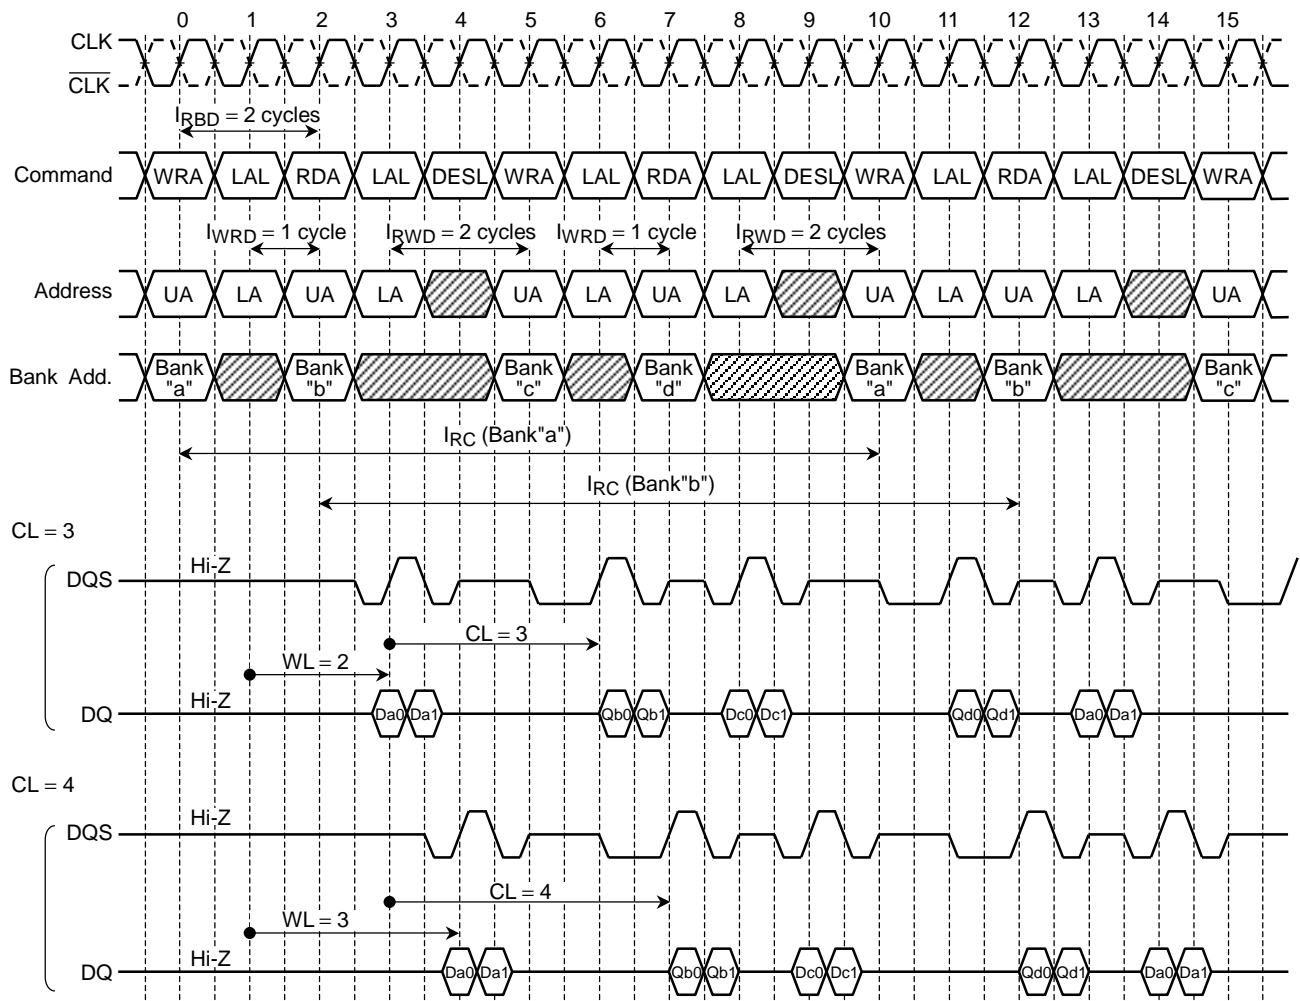 0 1 2 3 4 5 6 7 8 9 10 11 12 13 14 15
CLK
CLK
IRBD = 2 cycles
Command WRA LAL RDA LAL DESL WRA LAL RDA LAL DESL WRA LAL RDA LAL DESL WRA
IWRD = 1 cycle IRWD = 2 cycles IWRD = 1 cycle IRWD = 2 cycles
Address UA LA UA LA UA LA UA LA UA LA UA LA UA
Bank Add. Bank "a" Bank "b" Bank "c" Bank "d" Bank "a" Bank "b" Bank "c"
IRC (Bank"a")
IRC (Bank"b")
CL = 3
Hi-Z
DQS
CL = 3
WL = 2
Hi-Z
DQ Da0 Da1 Qb0 Qb1 Dc0 Dc1 Qd0 Qd1 Da0 Da1
CL = 4
Hi-Z
DQS
CL = 4
WL = 3
Hi-Z
DQ Da0 Da1 Qb0 Qb1 Dc0 Dc1 Qd0 Qd1 Da0 Da1